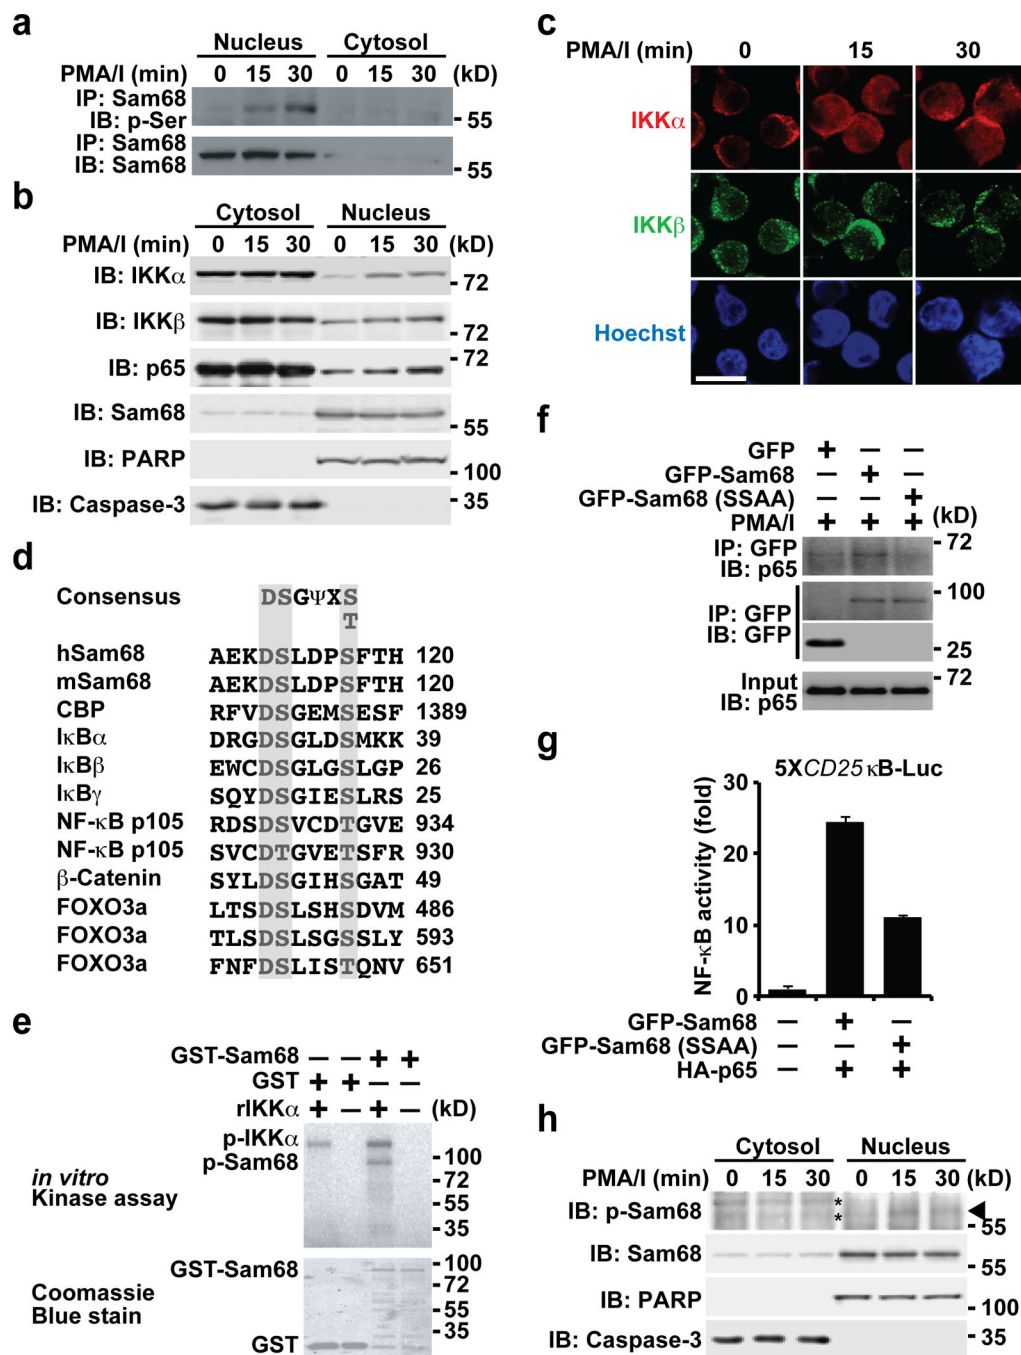 a
Nucleus Cytosol
PMA/I (min) 0 15 30 0 15 30 (kD)
IP: Sam68
IB: p-Ser
- 55
IP: Sam68
IB: Sam68
- 55
b
Cytosol Nucleus
PMA/I (min) 0 15 30 0 15 30 (kD)
IB: IKKα
- 72
IB: IKKβ
- 72
IB: p65
- 72
IB: Sam68
- 55
IB: PARP
- 100
IB: Caspase-3
- 35
c
PMA/I (min) 0 15 30
IKKα
IKKβ
Hoechst
d
Consensus DSGΨXS
T
hSam68 AEKDSLDPSFTH 120
mSam68 AEKDSLDPSFTH 120
CBP RFVDSGEMSESF 1389
IκBα DRGDSGLDSMKK 39
IκBβ EWCDSGLGSLGP 26
IκBγ SQYDSGIESLRS 25
NF-κB p105 RDSDSVCDTGVE 934
NF-κB p105 SVCDTGVETSFR 930
β-Catenin SYLDSGIHSGAT 49
FOXO3a LTSDSLSHSDVM 486
FOXO3a TLSDSLSGSSLY 593
FOXO3a FNFDSLISTQNV 651
e
GST-Sam68 – – + +
GST + + – –
rIKKα + – + – (kD)
p-IKKα
p-Sam68
- 100
- 72
- 55
- 35
in vitro
Kinase assay
GST-Sam68
GST
- 100
- 72
- 55
- 35
Coomassie
Blue stain
f
GFP + – –
GFP-Sam68 – + –
GFP-Sam68 (SSAA) – – +
PMA/I + + + (kD)
IP: GFP
IB: p65
- 72
IP: GFP
IB: GFP
- 100
- 25
Input
IB: p65
- 72
g
5XCD25 κB-Luc
NF-κB activity (fold)
30
20
10
0
GFP-Sam68 – + –
GFP-Sam68 (SSAA) – – +
HA-p65 – + +
h
Cytosol Nucleus
PMA/I (min) 0 15 30 0 15 30 (kD)
IB: p-Sam68
*
*
- 55
IB: Sam68
- 55
IB: PARP
- 100
IB: Caspase-3
- 35